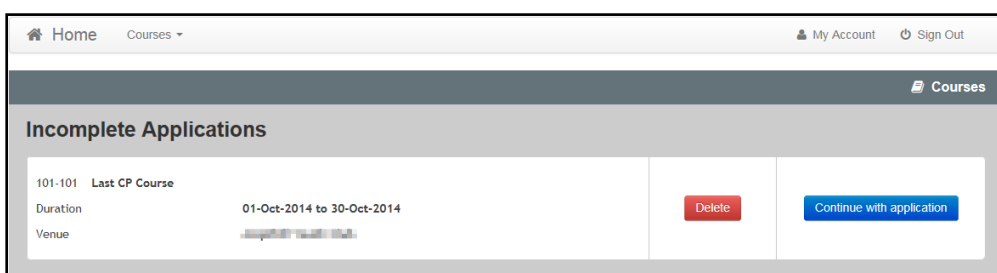 Home Courses My Account Sign Out
Courses
Incomplete Applications
101-101 Last CP Course
Duration 01-Oct-2014 to 30-Oct-2014 Delete Continue with application
Venue